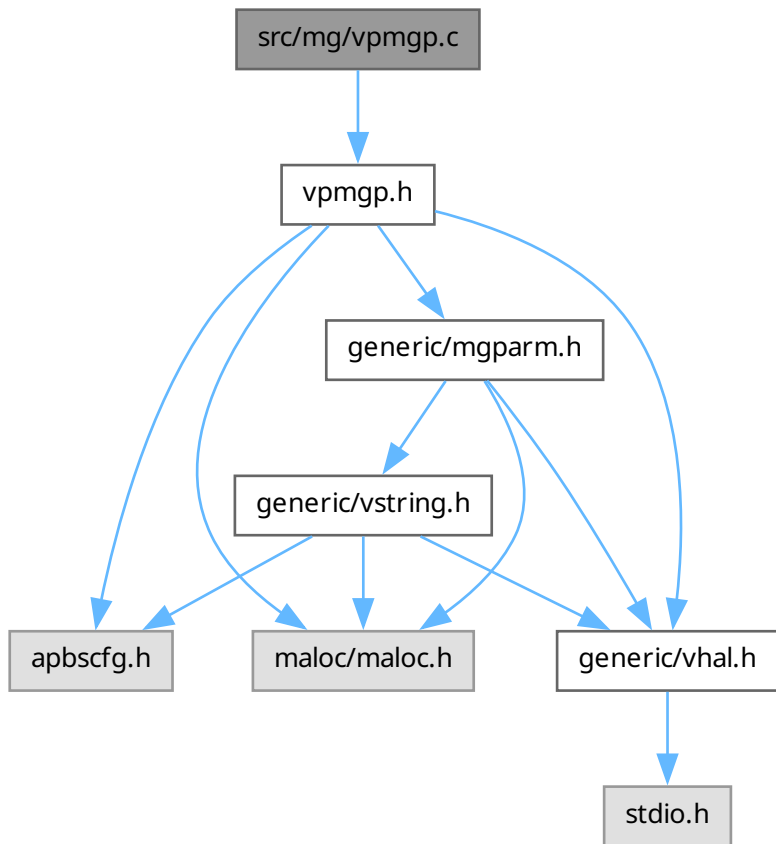 src/mg/vpmgp.c
vpmgp.h
generic/mgparm.h
generic/vstring.h
apbscfg.h
maloc/maloc.h
generic/vhal.h
stdio.h